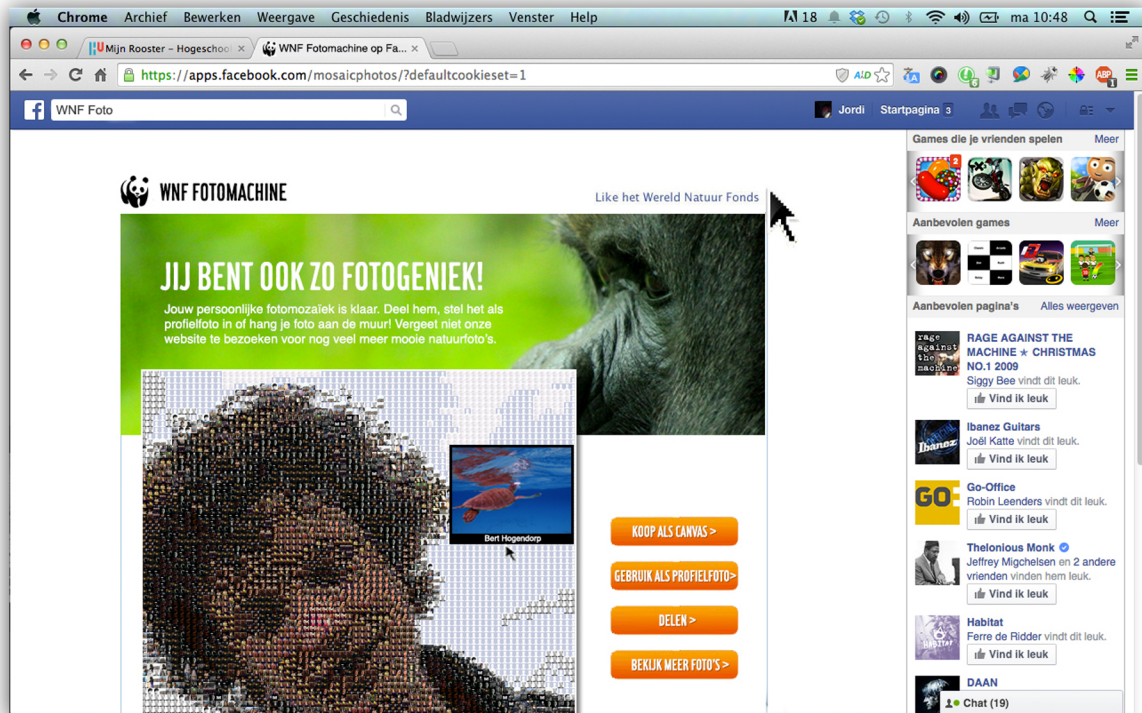 Chrome Archief Bewerken Weergave Geschiedenis Bladwijzers Venster Help 18 ma 10:48
Mijn Rooster – Hogeschool
WNF Fotomachine op Fa...
https://apps.facebook.com/mosaicphotos/?defaultcookieset=1
WNF Foto
Jordi Startpagina 3
WNF FOTOMACHINE
Like het Wereld Natuur Fonds
JIJ BENT OOK ZO FOTOGENIEK!
Jouw persoonlijke fotomozaïek is klaar. Deel hem, stel het als
profielfoto in of hang je foto aan de muur! Vergeet niet onze
website te bezoeken voor nog veel meer mooie natuurfoto's.
Bert Hogendorp
KOOP ALS CANVAS >
GEBRUIK ALS PROFIELFOTO>
DELEN >
BEKIJK MEER FOTO'S >
Games die je vrienden spelen Meer
2
Aanbevolen games Meer
Aanbevolen pagina's Alles weergeven
rage
against
the
machine
RAGE AGAINST THE
MACHINE ★ CHRISTMAS
NO.1 2009
Siggy Bee vindt dit leuk.
Vind ik leuk
Ibanez
Ibanez Guitars
Joël Katte vindt dit leuk.
Vind ik leuk
GO
Go-Office
Robin Leenders vindt dit leuk.
Vind ik leuk
Thelonious Monk
Jeffrey Migchelsen en 2 andere
vrienden vinden hem leuk.
Vind ik leuk
HABITAT
Habitat
Ferre de Ridder vindt dit leuk.
Vind ik leuk
DAAN
Chat (19)